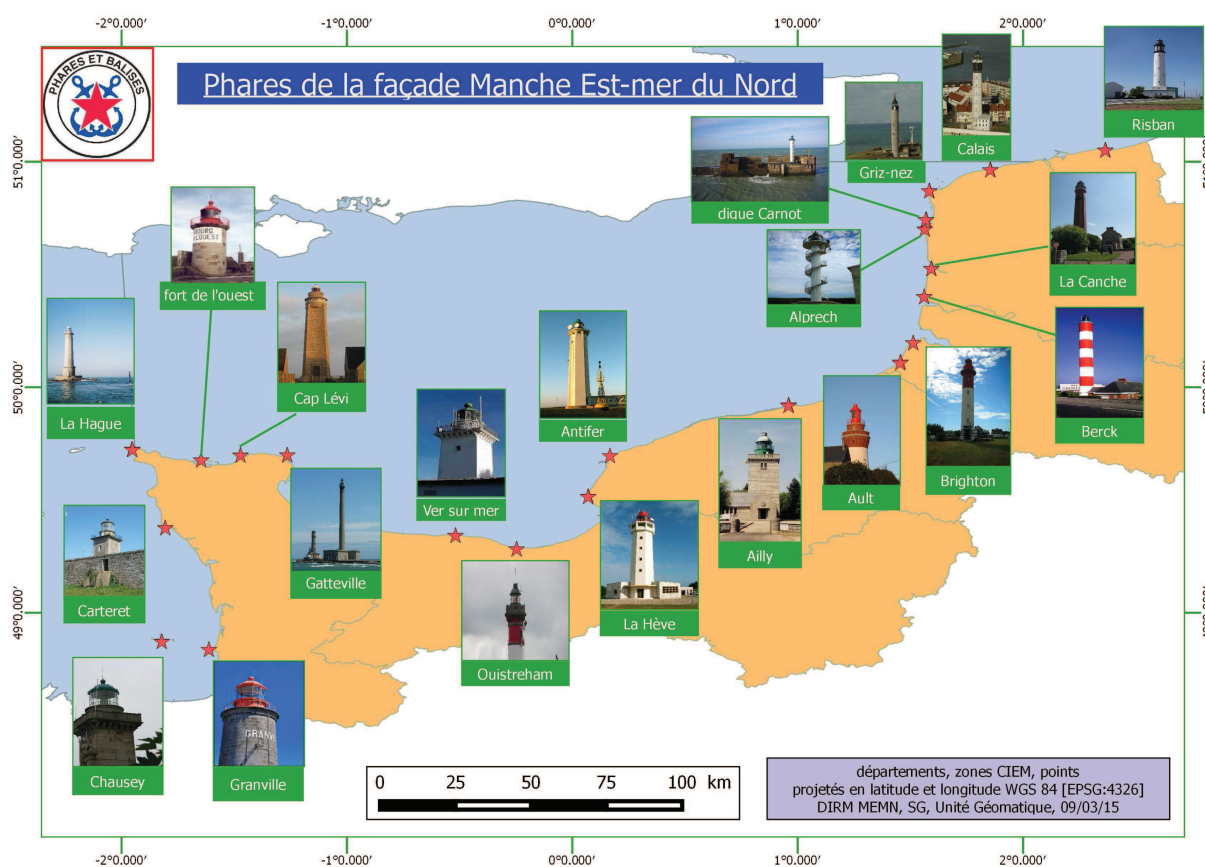 -2°0.000'
-1°0.000'
0°0.000'
1°0.000'
2°0.000'
PHARES ET BALISES
Phares de la façade Manche Est-mer du Nord
Risban
Calais
Griz-nez
51°0.000'
dique Carnot
La Canche
fort de l'ouest
Alprech
50°0.000'
Cap Lévi
La Hague
Antifer
Berck
Brighton
Ault
Ver sur mer
Ailly
Gatteville
Carteret
49°0.000'
La Hève
Ouistreham
GRANV
Chausey
Granville
0 25 50 75 100 km
départements, zones CIEM, points
projetés en latitude et longitude WGS 84 [EPSG:4326]
DIRM MEMN, SG, Unité Géomatique, 09/03/15
-2°0.000'
-1°0.000'
0°0.000'
1°0.000'
2°0.000'